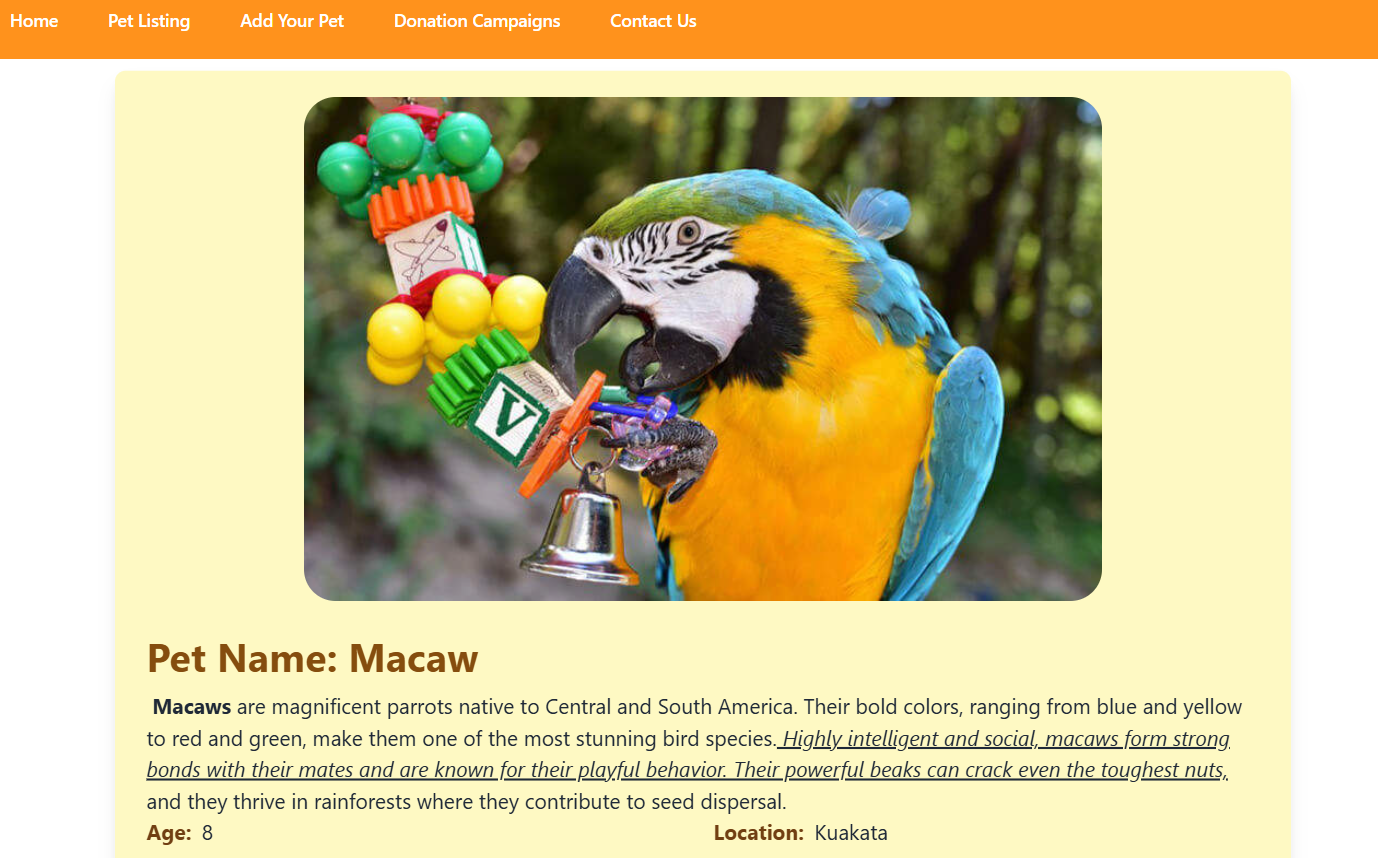 Home Pet Listing Add Your Pet Donation Campaigns Contact Us
V
Pet Name: Macaw
Macaws are magnificent parrots native to Central and South America. Their bold colors, ranging from blue and yellow
to red and green, make them one of the most stunning bird species. Highly intelligent and social, macaws form strong
bonds with their mates and are known for their playful behavior. Their powerful beaks can crack even the toughest nuts,
and they thrive in rainforests where they contribute to seed dispersal.
Age: 8 Location: Kuakata